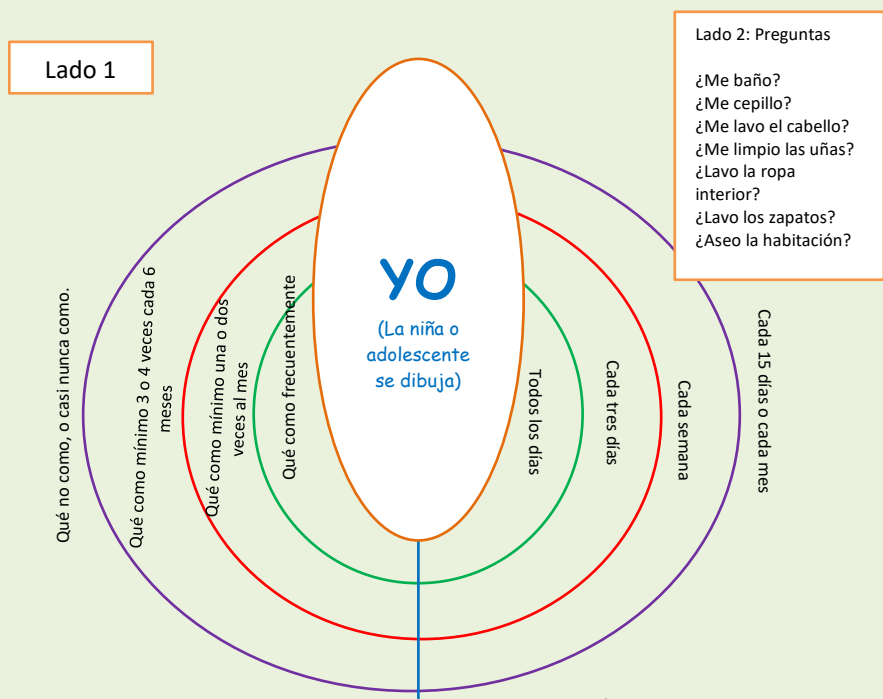 Lado 1
Lado 2: Preguntas
¿Me baño?
¿Me cepillo?
¿Me lavo el cabello?
¿Me limpio las uñas?
¿Lavo la ropa
interior?
¿Lavo los zapatos?
¿Aseo la habitación?
YO
(La niña o
adolescente
se dibuja)
Qué no como, o casi nunca como.
Qué como mínimo 3 o 4 veces cada 6
meses
Qué como mínimo una o dos
veces al mes
Qué como frecuentemente
Todos los días
Cada tres días
Cada semana
Cada 15 días o cada mes